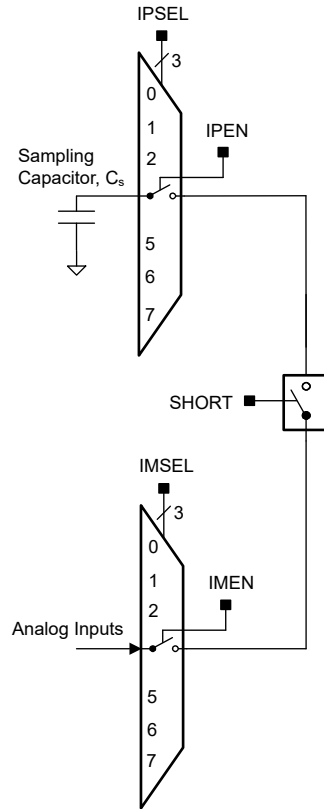 IPSEL
3
0
1
2
IPEN
Sampling
Capacitor, Cₛ
5
6
7
SHORT
IMSEL
3
0
1
2
IMEN
Analog Inputs
5
6
7